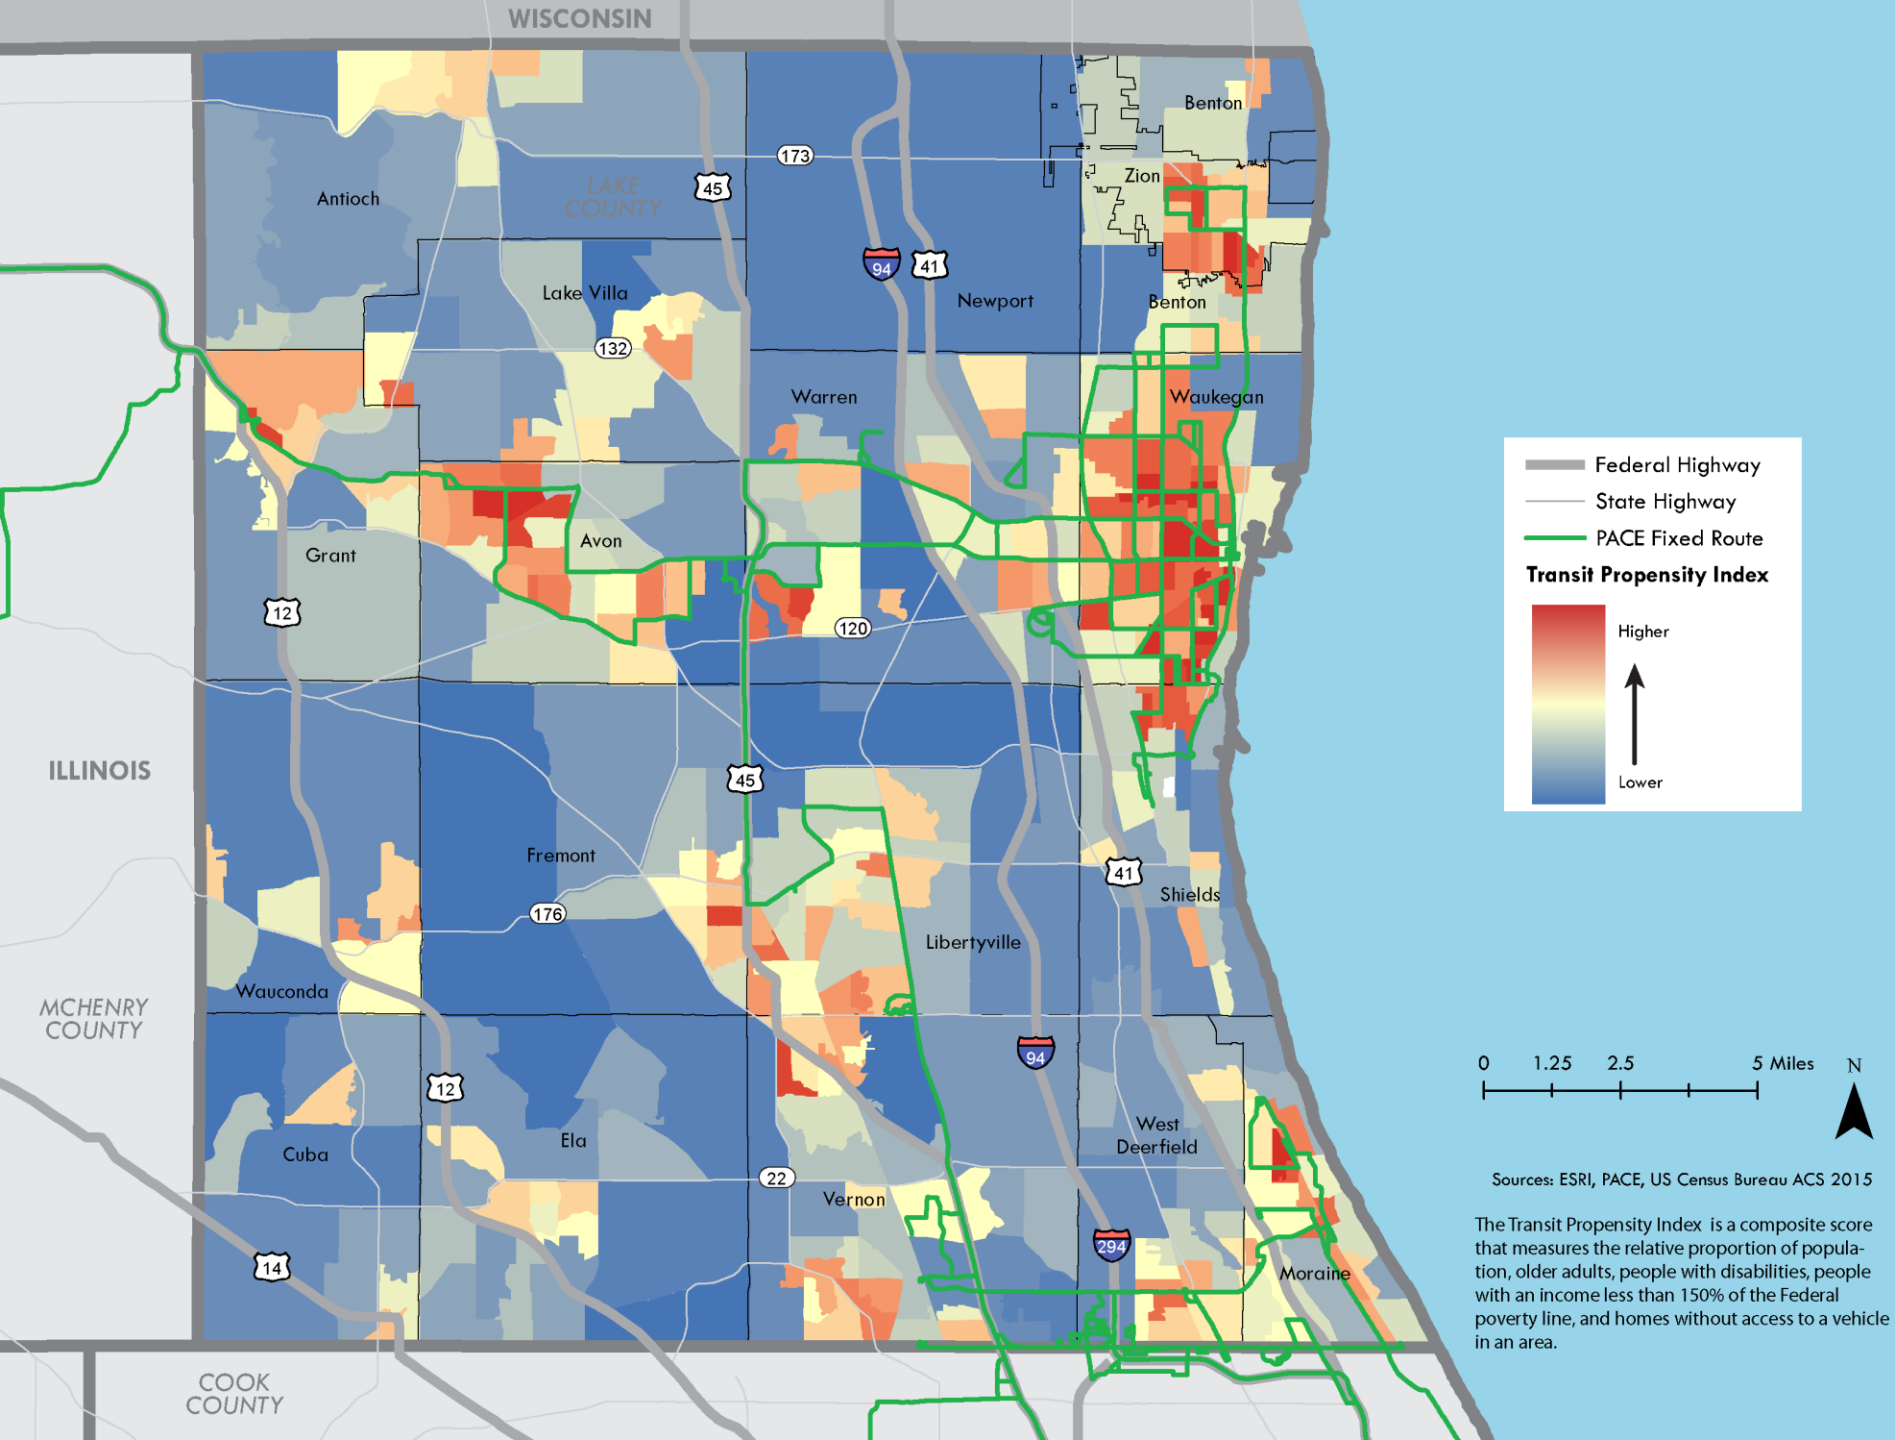 WISCONSIN
Benton
173
Zion
LAKE
COUNTY
45
Antioch
94
41
Lake Villa
Newport
Benton
132
Warren
Waukegan
Federal Highway
State Highway
PACE Fixed Route
Transit Propensity Index
Higher
Lower
Avon
Grant
12
120
ILLINOIS
45
Fremont
41
Shields
176
Libertyville
Wauconda
MCHENRY
COUNTY
94
12
0 1.25 2.5 5 Miles
N
West
Deerfield
Ela
Cuba
22
Vernon
Sources: ESRI, PACE, US Census Bureau ACS 2015
The Transit Propensity Index is a composite score
that measures the relative proportion of popula-
tion, older adults, people with disabilities, people
with an income less than 150% of the Federal
poverty line, and homes without access to a vehicle
in an area.
294
14
Moraine
COOK
COUNTY